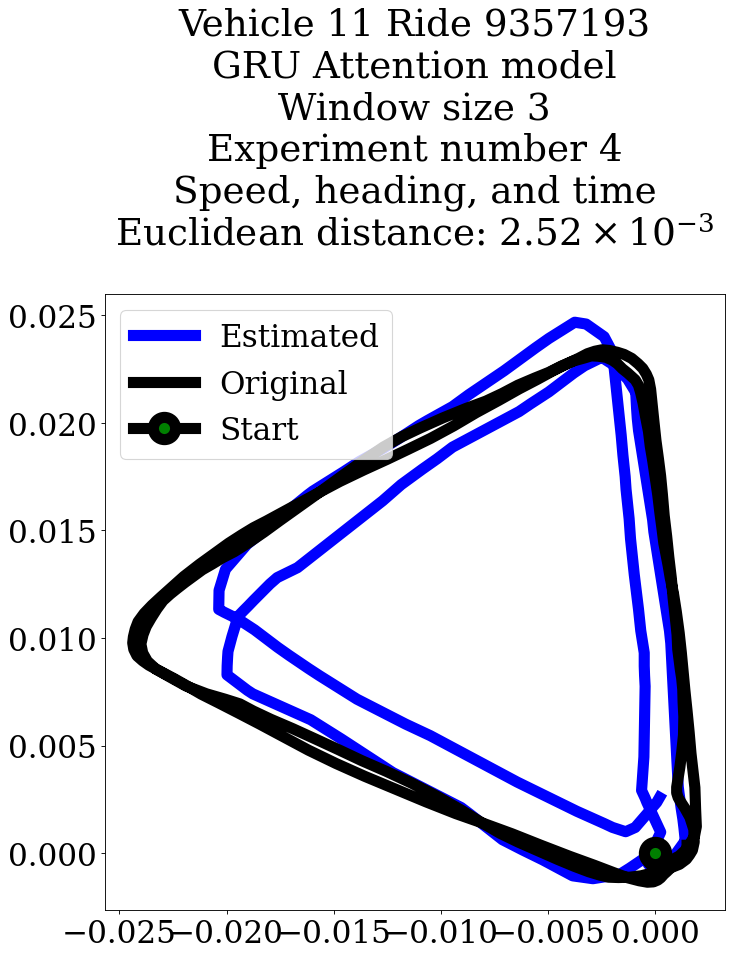 Vehicle 11 Ride 9357193
GRU Attention model
Window size 3
Experiment number 4
Speed, heading, and time
Euclidean distance: 2.52 × 10⁻³
Estimated
Original
Start
0.025
0.020
0.015
0.010
0.005
0.000
−0.025 −0.020 −0.015 −0.010 −0.005 0.000